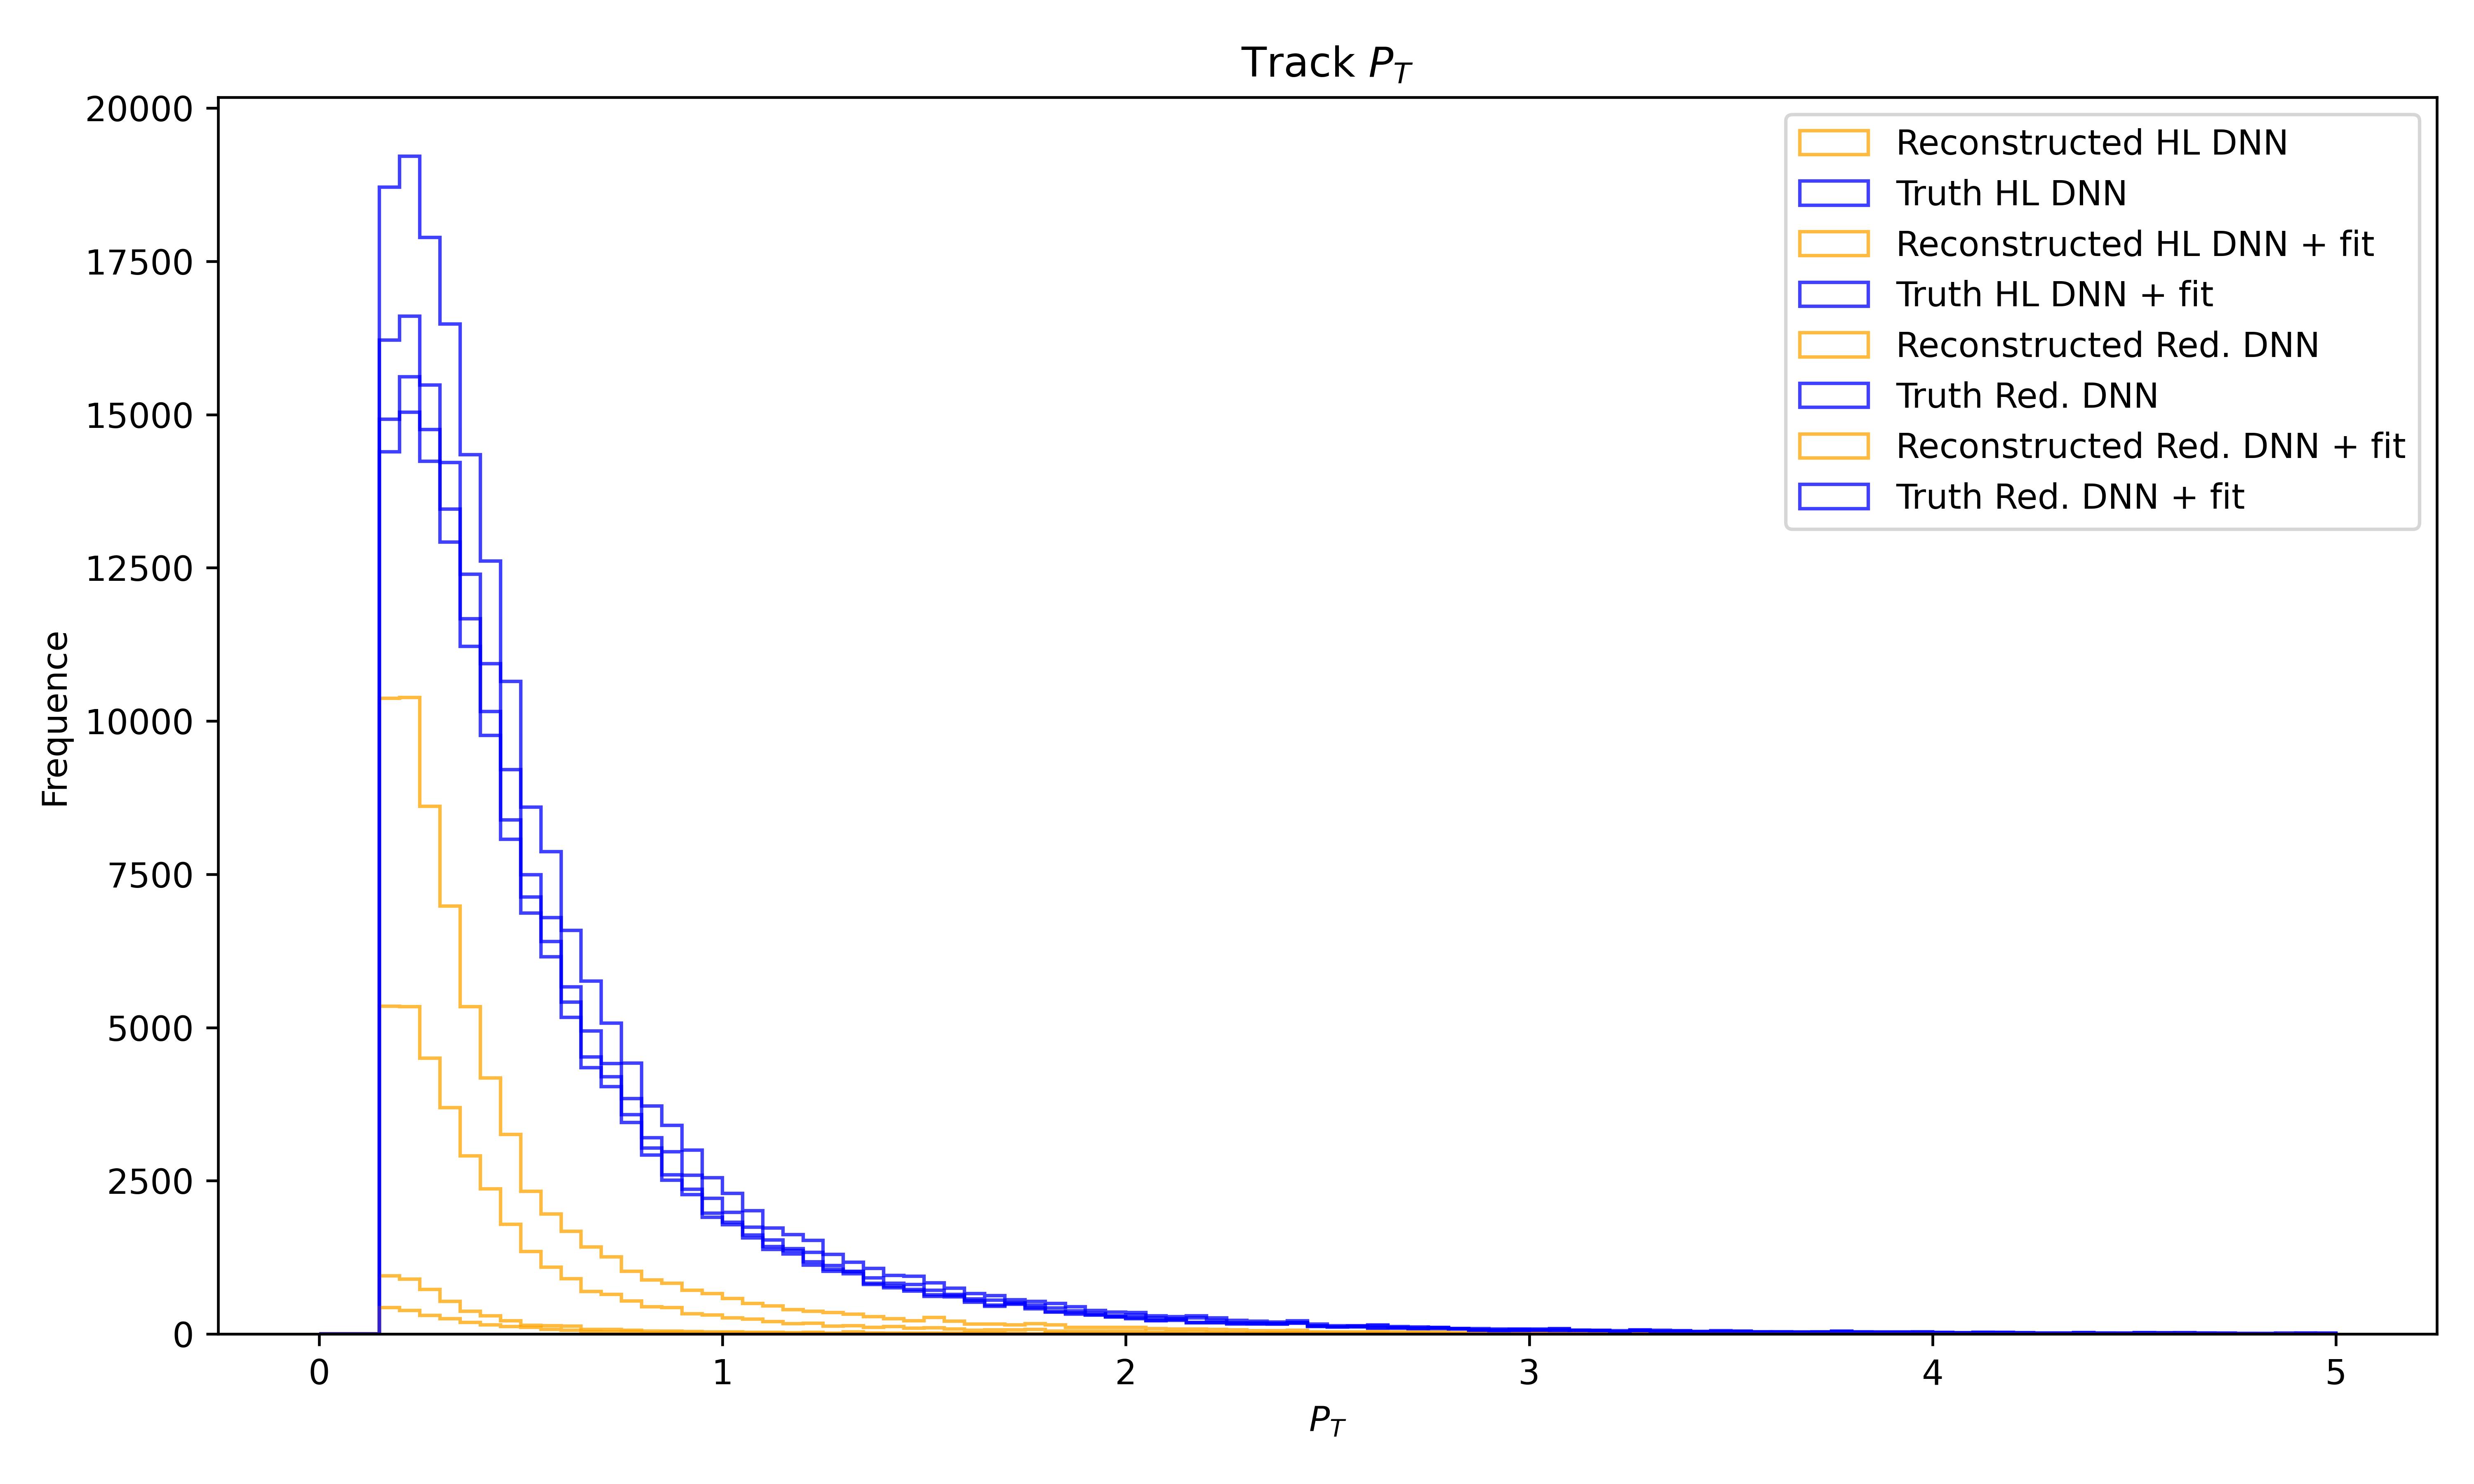 Track P_T
20000
17500
15000
12500
10000
7500
5000
2500
0
Frequence
Reconstructed HL DNN
Truth HL DNN
Reconstructed HL DNN + fit
Truth HL DNN + fit
Reconstructed Red. DNN
Truth Red. DNN
Reconstructed Red. DNN + fit
Truth Red. DNN + fit
0 1 2 3 4 5
P_T